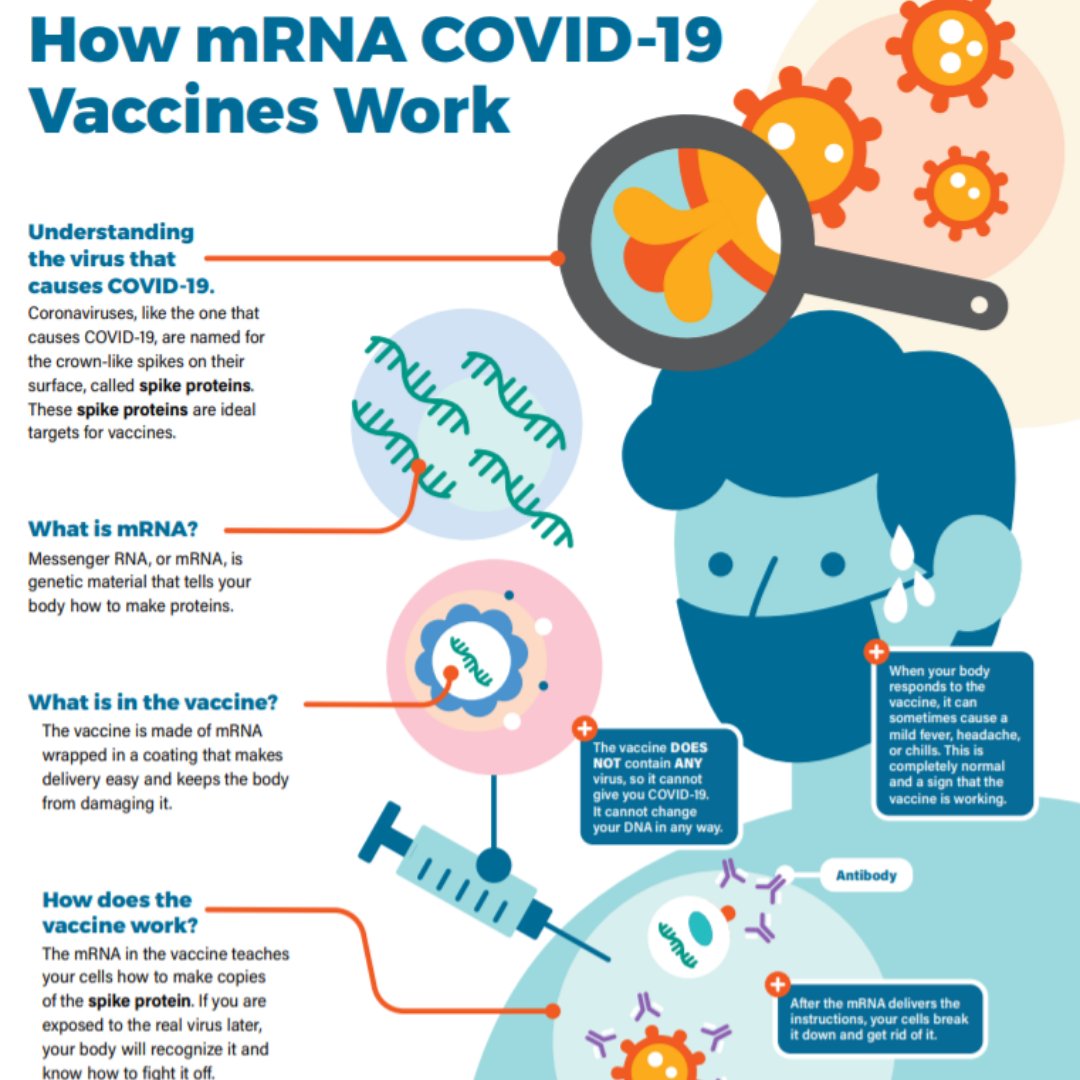 How mRNA COVID-19
Vaccines Work
Understanding
the virus that
causes COVID-19.
Coronaviruses, like the one that
causes COVID-19, are named for
the crown-like spikes on their
surface, called spike proteins.
These spike proteins are ideal
targets for vaccines.
What is mRNA?
Messenger RNA, or mRNA, is
genetic material that tells your
body how to make proteins.
What is in the vaccine?
The vaccine is made of mRNA
wrapped in a coating that makes
delivery easy and keeps the body
from damaging it.
The vaccine DOES
NOT contain ANY
virus, so it cannot
give you COVID-19.
It cannot change
your DNA in any way.
When your body
responds to the
vaccine, it can
sometimes cause a
mild fever, headache,
or chills. This is
completely normal
and a sign that the
vaccine is working.
How does the
vaccine work?
The mRNA in the vaccine teaches
your cells how to make copies
of the spike protein. If you are
exposed to the real virus later,
your body will recognize it and
know how to fight it off.
Antibody
After the mRNA delivers the
instructions, your cells break
it down and get rid of it.